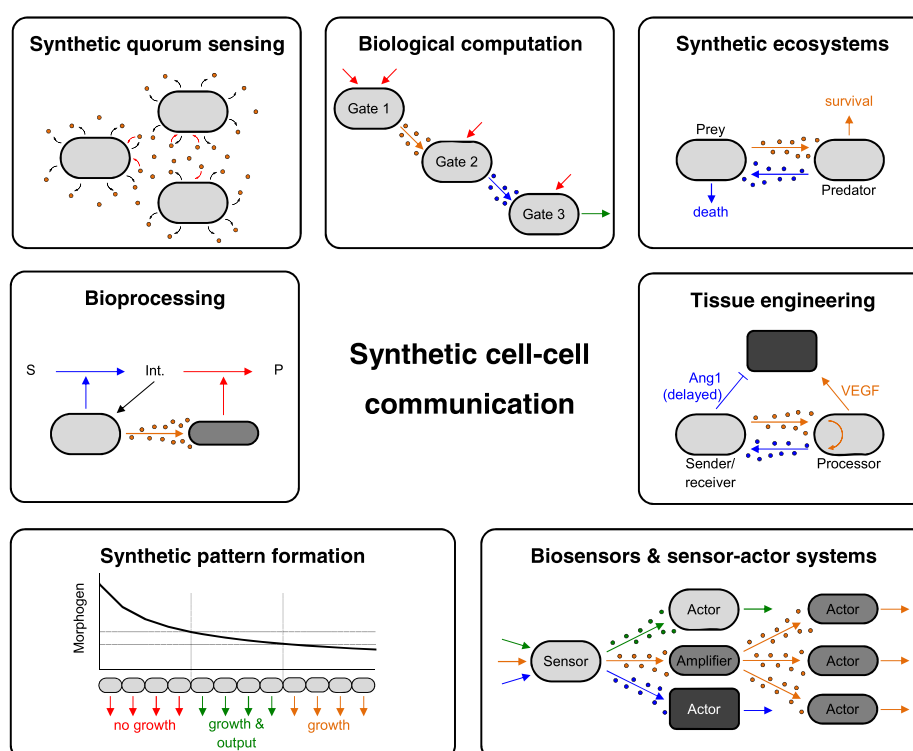 Synthetic quorum sensing
Biological computation
Gate 1
Gate 2
Gate 3
Synthetic ecosystems
survival
Prey
Predator
death
Bioprocessing
S
Int.
P
Synthetic cell-cell
communication
Tissue engineering
Ang1
(delayed)
VEGF
Sender/
receiver
Processor
Synthetic pattern formation
Morphogen
no growth
growth &
output
growth
Biosensors & sensor-actor systems
Actor
Actor
Sensor
Amplifier
Actor
Actor
Actor